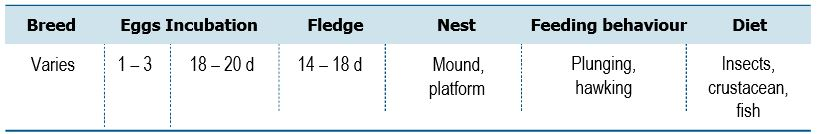 Breed Eggs Incubation Fledge Nest Feeding behaviour Diet
Varies 1 – 3 18 – 20 d 14 – 18 d Mound, Plunging, Insects,
platform hawking crustacean,
fish